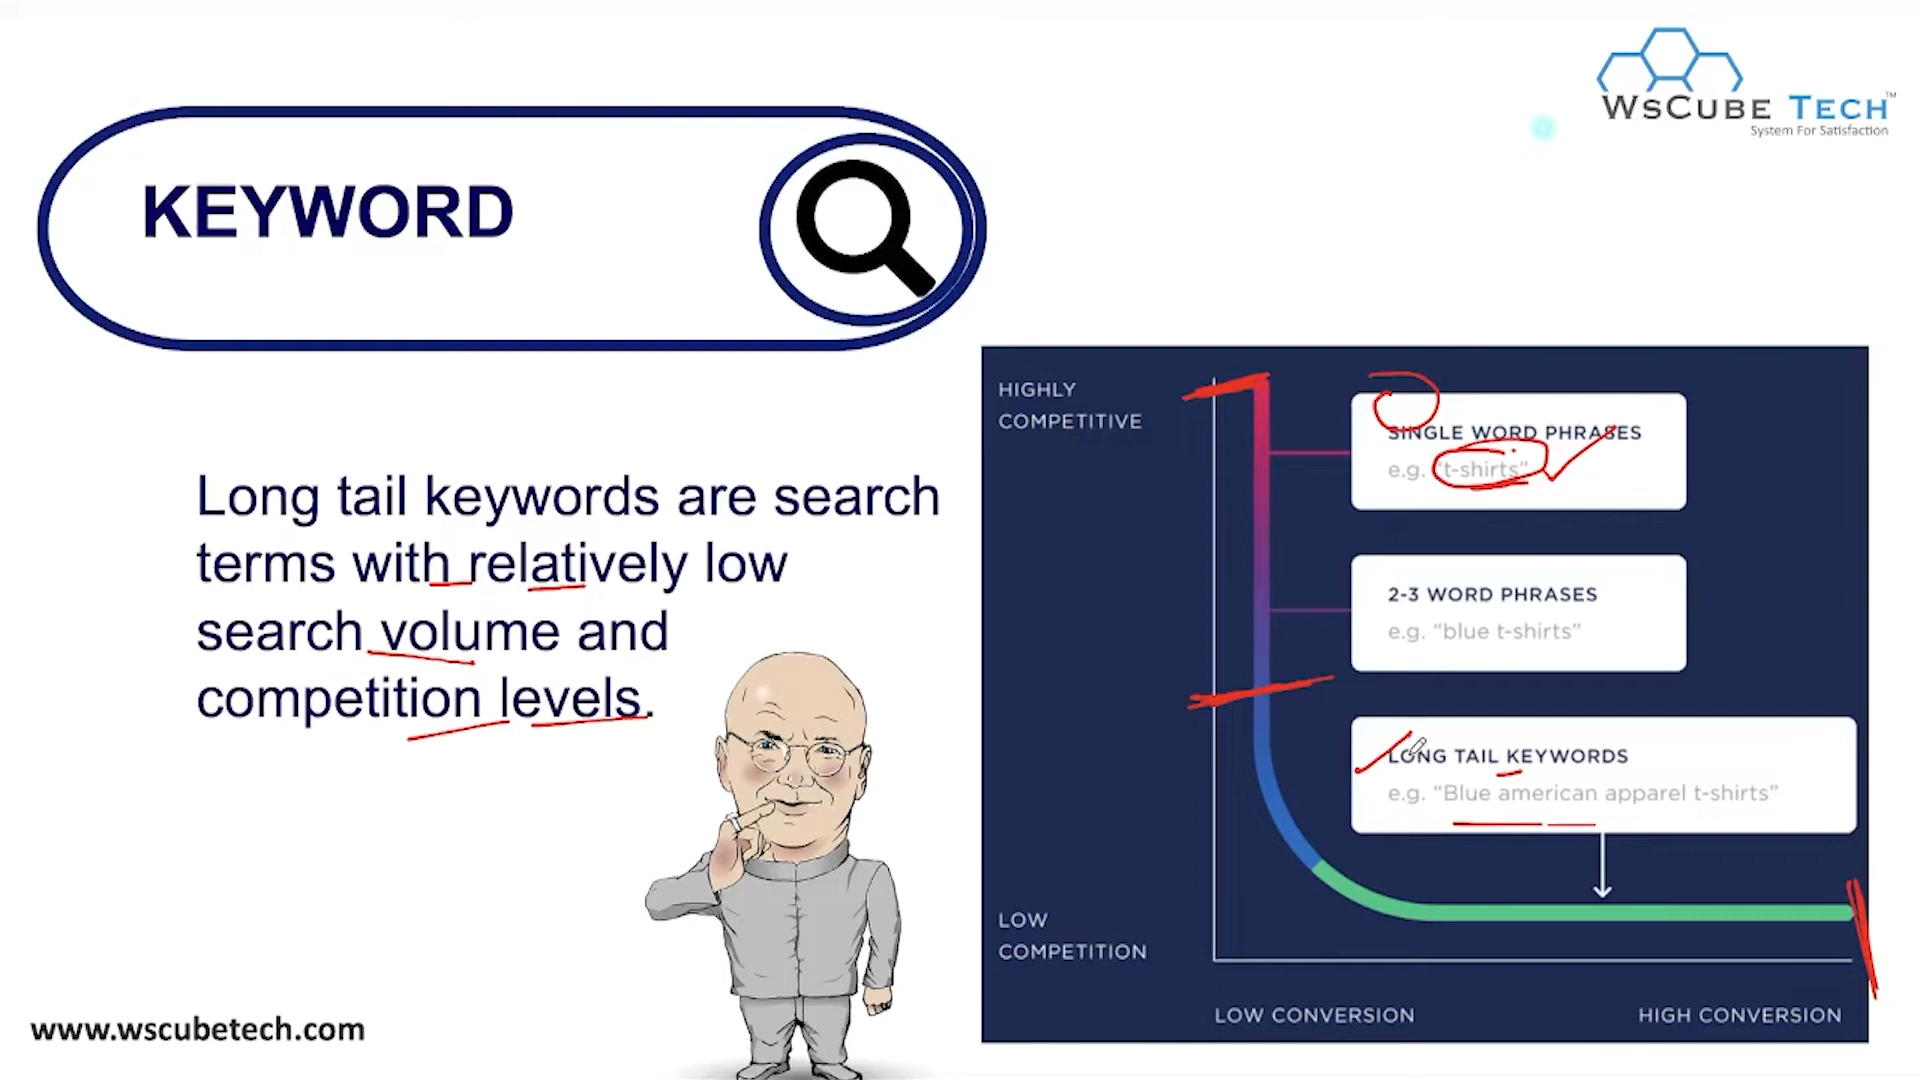 WsCube Tech™
System For Satisfaction
KEYWORD
Long tail keywords are search
terms with relatively low
search volume and
competition levels.
HIGHLY
COMPETITIVE
SINGLE WORD PHRASES
e.g. “t-shirts”
2-3 WORD PHRASES
e.g. “blue t-shirts”
LONG TAIL KEYWORDS
e.g. “Blue american apparel t-shirts”
LOW
COMPETITION
LOW CONVERSION
HIGH CONVERSION
www.wscubetech.com